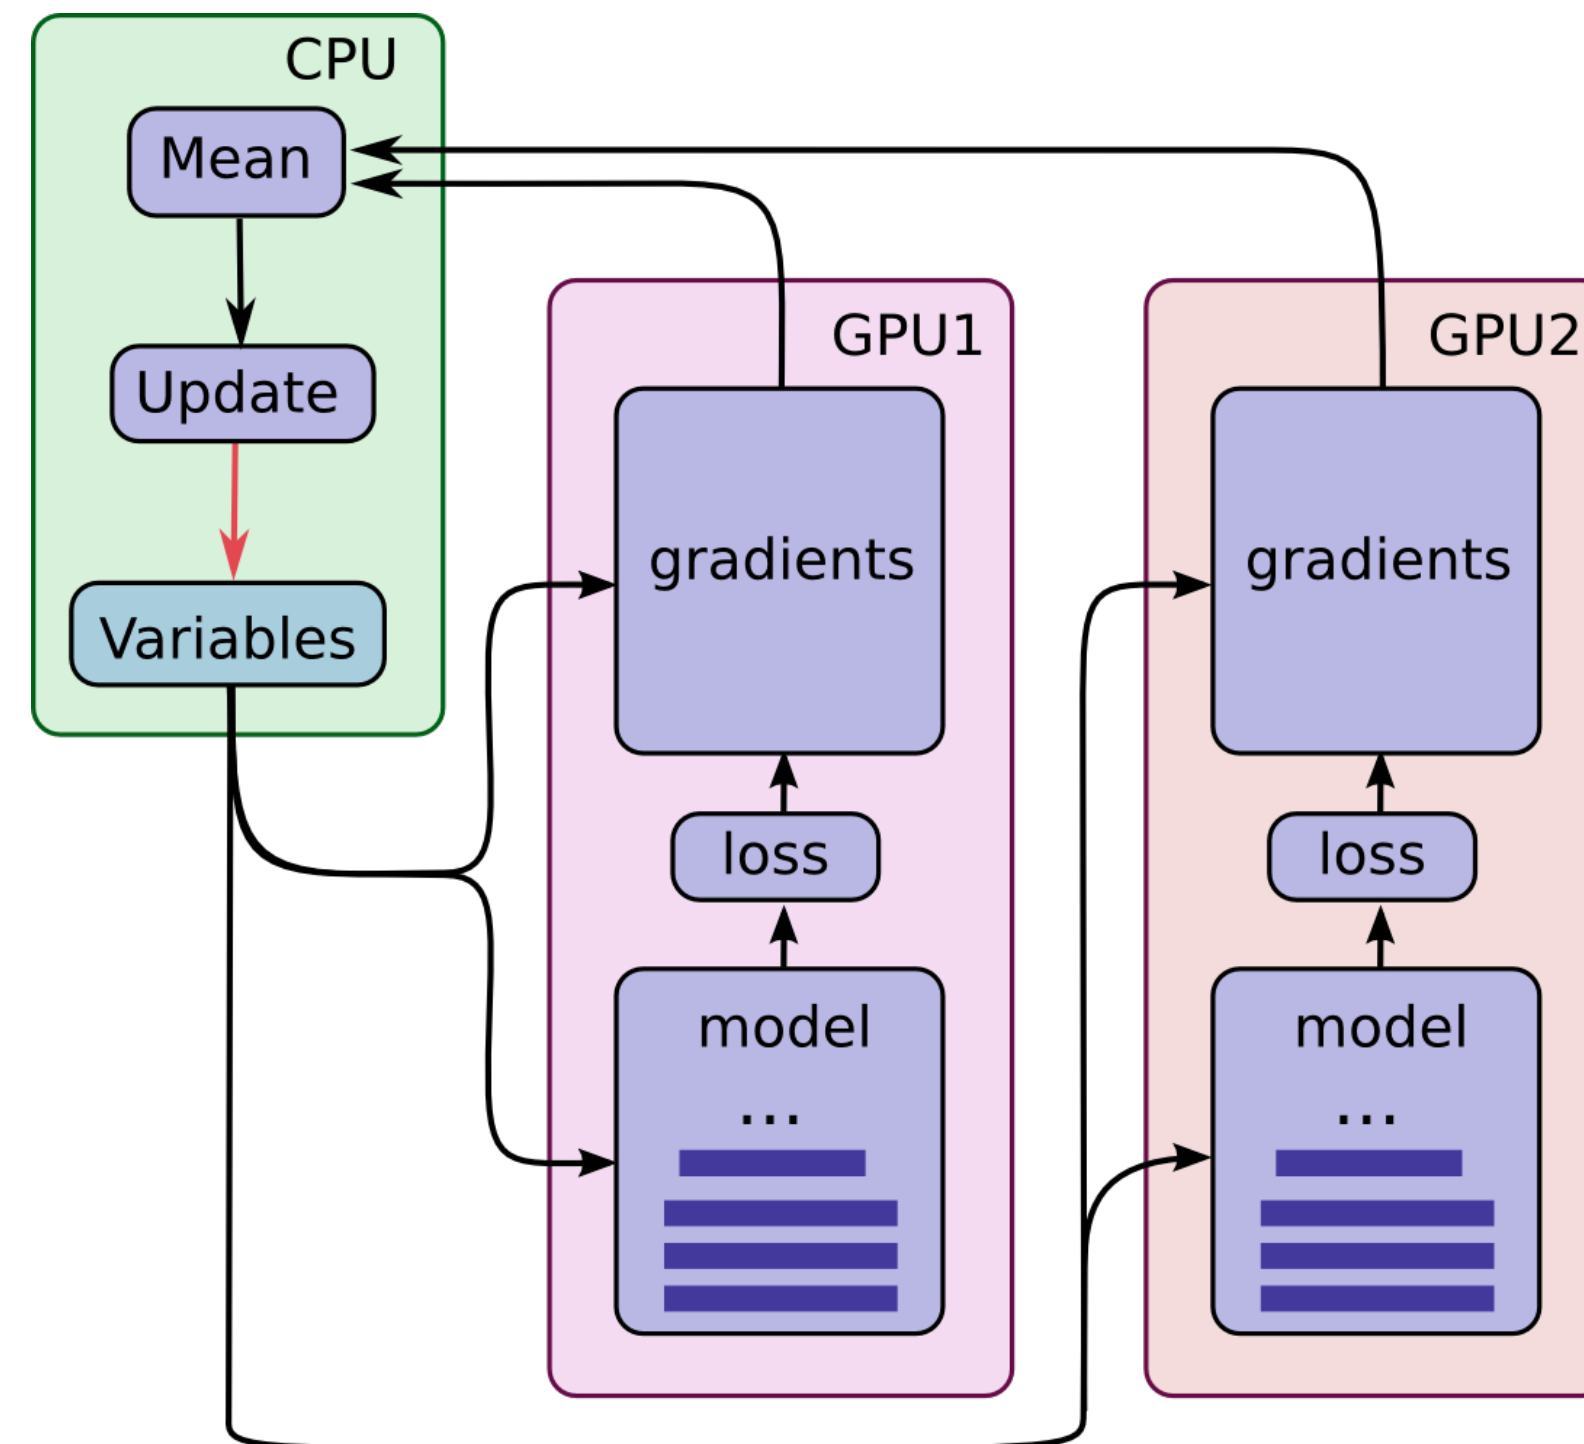 CPU
Mean
Update
Variables
GPU1
gradients
loss
model
...
GPU2
gradients
loss
model
...